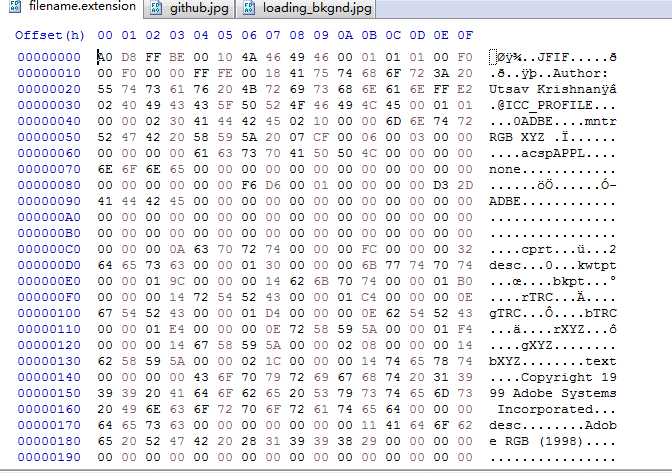 filename.extension github.jpg loading_bkgnd.jpg
Offset(h) 00 01 02 03 04 05 06 07 08 09 0A 0B 0C 0D 0E 0F
00000000 A0 D8 FF BE 00 10 4A 46 49 46 00 01 01 01 00 F0 .Øÿ¾..JFIF.....ð
00000010 00 F0 00 00 FF FE 00 18 41 75 74 68 6F 72 3A 20 .ð..ÿþ..Author:
00000020 55 74 73 61 76 20 4B 72 69 73 68 6E 61 6E FF E2 Utsav Krishnanÿâ
00000030 02 40 49 43 43 5F 50 52 4F 46 49 4C 45 00 01 01 .@ICC_PROFILE...
00000040 00 00 02 30 41 44 42 45 02 10 00 00 6D 6E 74 72 ...0ADBE....mntr
00000050 52 47 42 20 58 59 5A 20 07 CF 00 06 00 03 00 00 RGB XYZ .Ï......
00000060 00 00 00 00 61 63 73 70 41 50 50 4C 00 00 00 00 ....acspAPPL....
00000070 6E 6F 6E 65 00 00 00 00 00 00 00 00 00 00 00 00 none............
00000080 00 00 00 00 00 00 F6 D6 00 01 00 00 00 00 D3 2D ......öÖ......Ó-
00000090 41 44 42 45 00 00 00 00 00 00 00 00 00 00 00 00 ADBE............
000000A0 00 00 00 00 00 00 00 00 00 00 00 00 00 00 00 00 ................
000000B0 00 00 00 00 00 00 00 00 00 00 00 00 00 00 00 00 ................
000000C0 00 00 00 0A 63 70 72 74 00 00 00 FC 00 00 00 32 ....cprt...ü...2
000000D0 64 65 73 63 00 00 01 30 00 00 00 6B 77 74 70 74 desc...0...kwtpt
000000E0 00 00 01 9C 00 00 00 14 62 6B 70 74 00 00 01 B0 ...œ....bkpt...°
000000F0 00 00 00 14 72 54 52 43 00 00 01 C4 00 00 00 0E ....rTRC...Ä....
00000100 67 54 52 43 00 00 01 D4 00 00 00 0E 62 54 52 43 gTRC...Ô....bTRC
00000110 00 00 01 E4 00 00 00 0E 72 58 59 5A 00 00 01 F4 ...ä....rXYZ...ô
00000120 00 00 00 14 67 58 59 5A 00 00 02 08 00 00 00 14 ....gXYZ........
00000130 62 58 59 5A 00 00 02 1C 00 00 00 14 74 65 78 74 bXYZ........text
00000140 00 00 00 00 43 6F 70 79 72 69 67 68 74 20 31 39 ....Copyright 19
00000150 39 39 20 41 64 6F 62 65 20 53 79 73 74 65 6D 73 99 Adobe Systems
00000160 20 49 6E 63 6F 72 70 6F 72 61 74 65 64 00 00 00 Incorporated...
00000170 64 65 73 63 00 00 00 00 00 00 00 11 41 64 6F 62 desc........Adob
00000180 65 20 52 47 42 20 28 31 39 39 38 29 00 00 00 00 e RGB (1998)....
00000190 00 00 00 00 00 00 00 00 00 00 00 00 00 00 00 00 ................